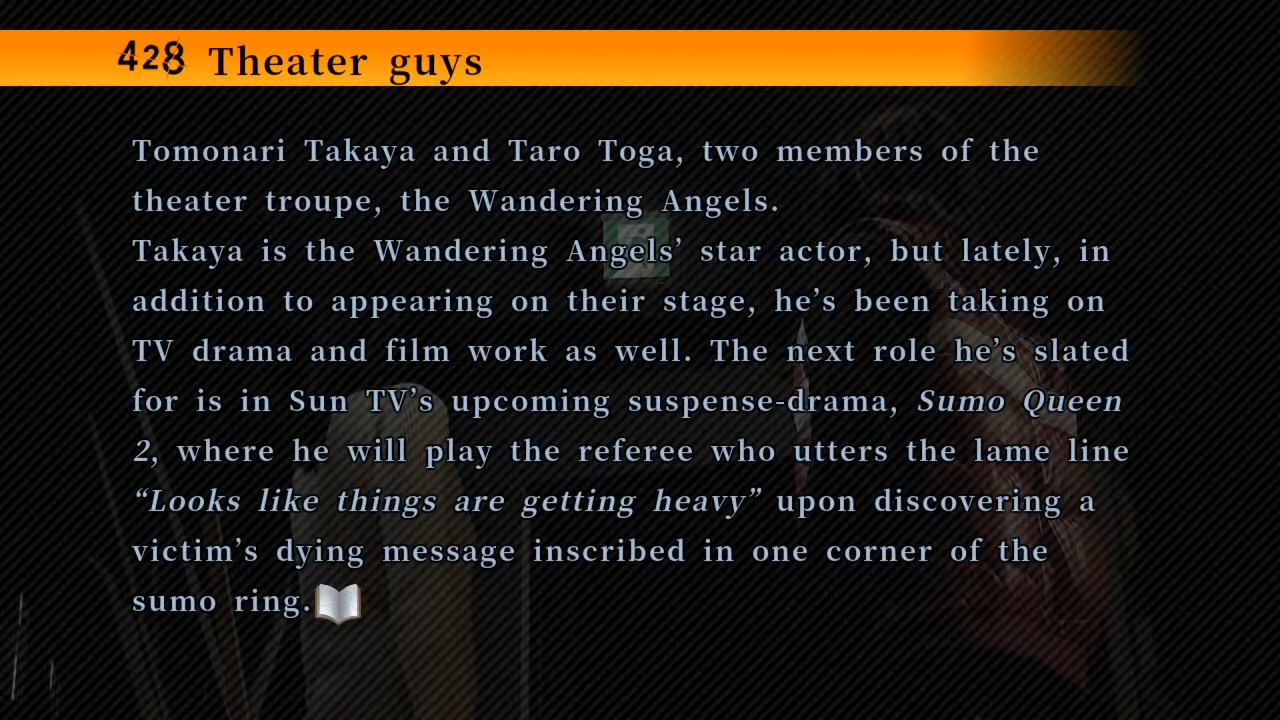 428 Theater guys
Tomonari Takaya and Taro Toga, two members of the
theater troupe, the Wandering Angels.
Takaya is the Wandering Angels’ star actor, but lately, in
addition to appearing on their stage, he’s been taking on
TV drama and film work as well. The next role he’s slated
for is in Sun TV’s upcoming suspense-drama, Sumo Queen
2, where he will play the referee who utters the lame line
“Looks like things are getting heavy” upon discovering a
victim’s dying message inscribed in one corner of the
sumo ring.